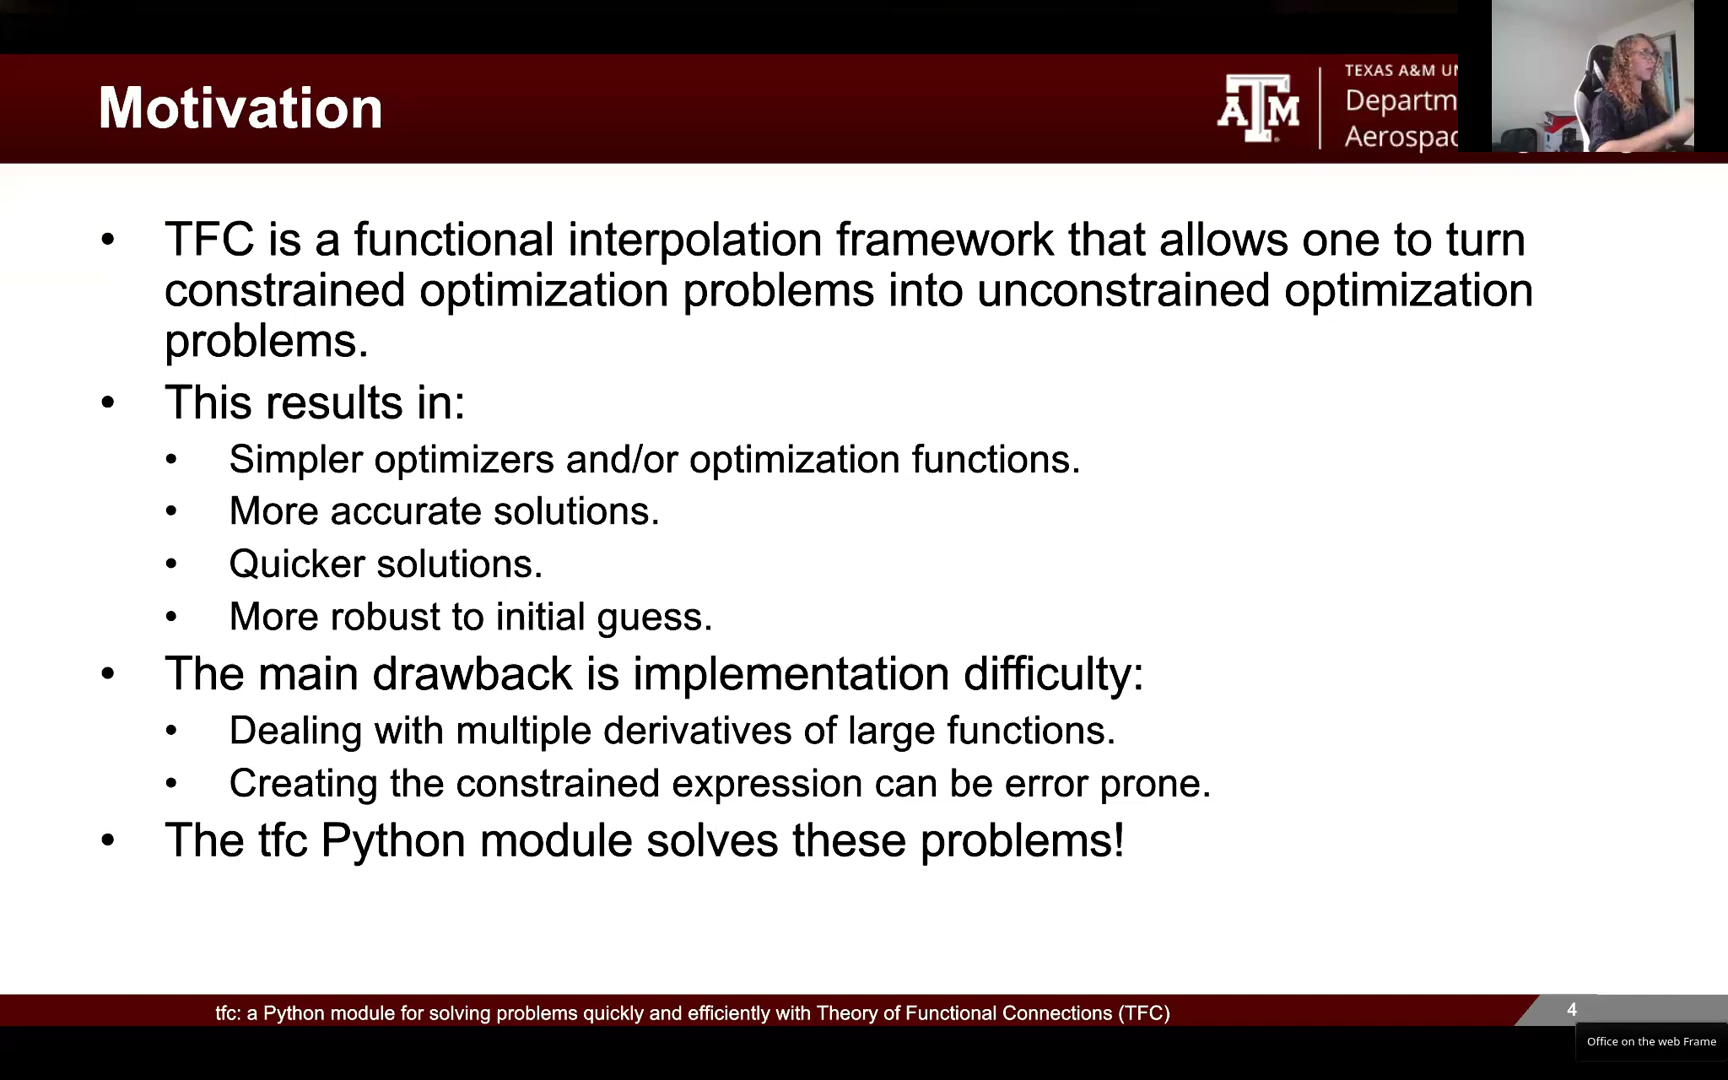 Motivation
TEXAS A&M
Departm
Aerospac
• TFC is a functional interpolation framework that allows one to turn
constrained optimization problems into unconstrained optimization
problems.
• This results in:
• Simpler optimizers and/or optimization functions.
• More accurate solutions.
• Quicker solutions.
• More robust to initial guess.
• The main drawback is implementation difficulty:
• Dealing with multiple derivatives of large functions.
• Creating the constrained expression can be error prone.
• The tfc Python module solves these problems!
tfc: a Python module for solving problems quickly and efficiently with Theory of Functional Connections (TFC)
4
Office on the web Frame